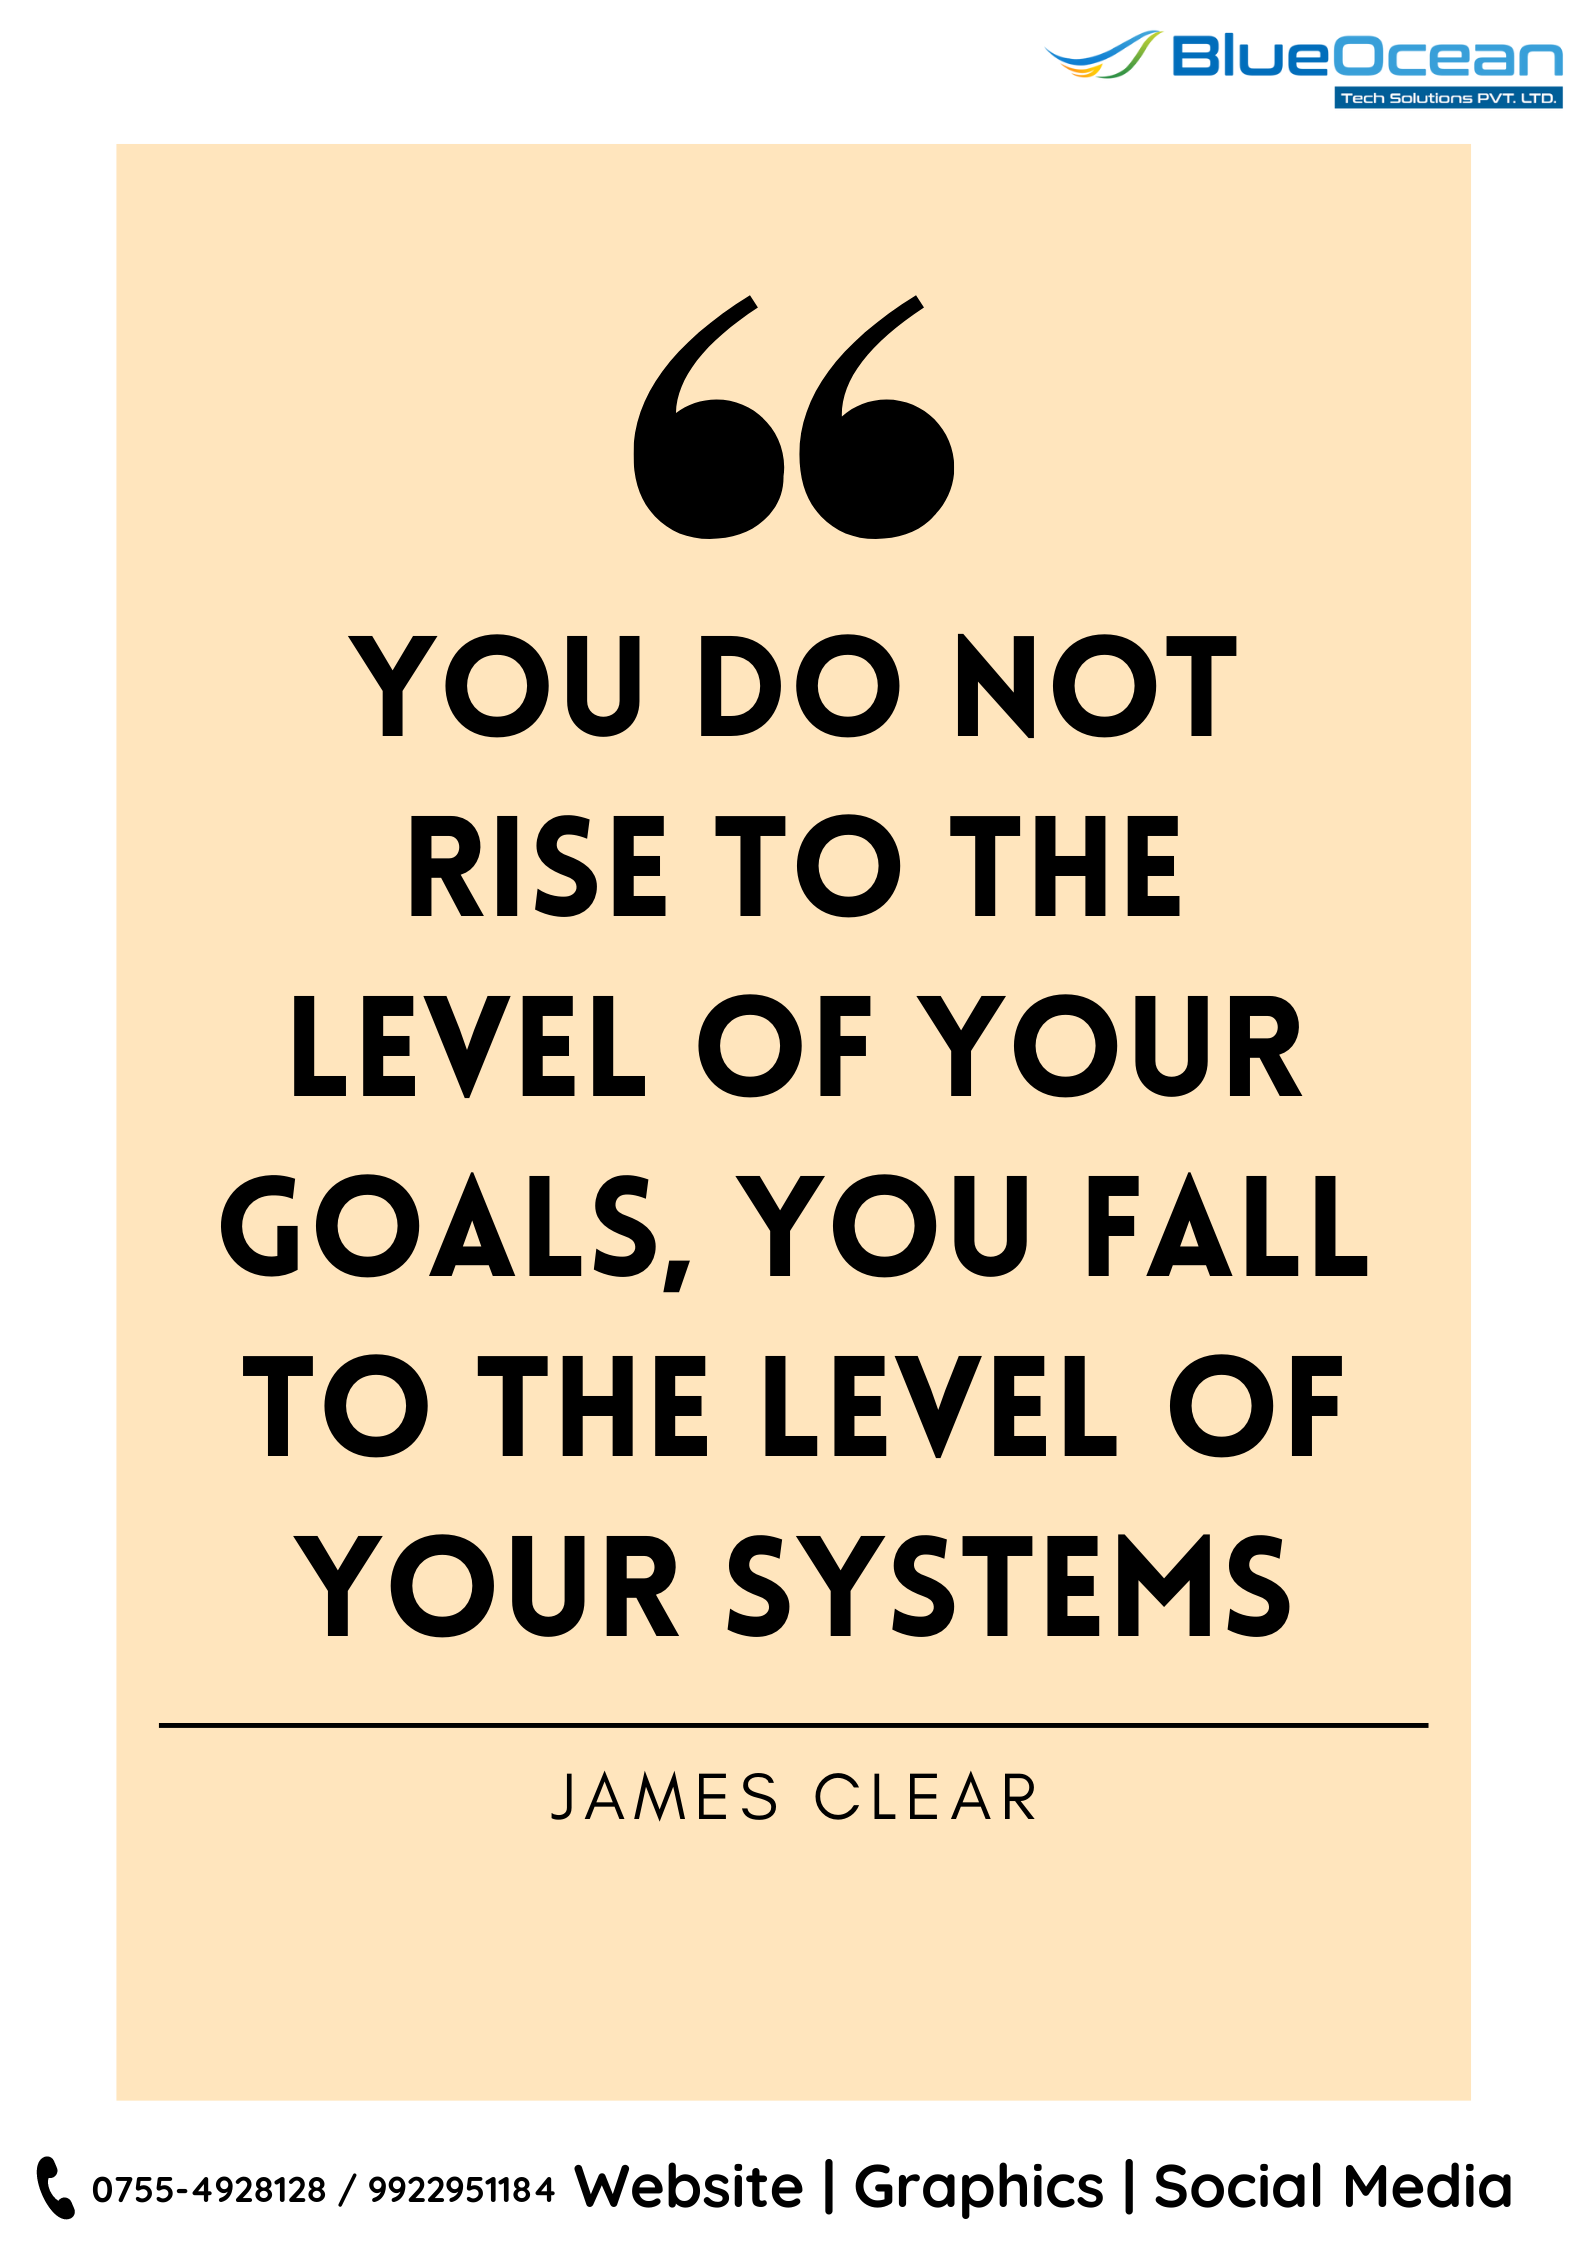 BlueOcean
Tech Solutions PVT. LTD.
YOU DO NOT
RISE TO THE
LEVEL OF YOUR
GOALS, YOU FALL
TO THE LEVEL OF
YOUR SYSTEMS
JAMES CLEAR
0755-4928128 / 9922951184 Website | Graphics | Social Media